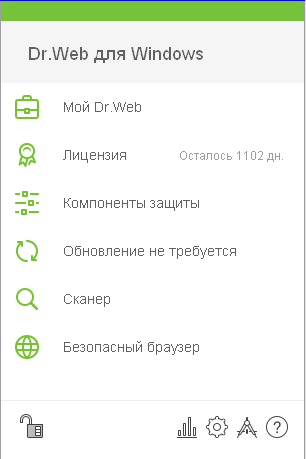 Dr.Web для Windows
Мой Dr.Web
Лицензия Осталось 1102 дн.
Компоненты защиты
Обновление не требуется
Сканер
Безопасный браузер